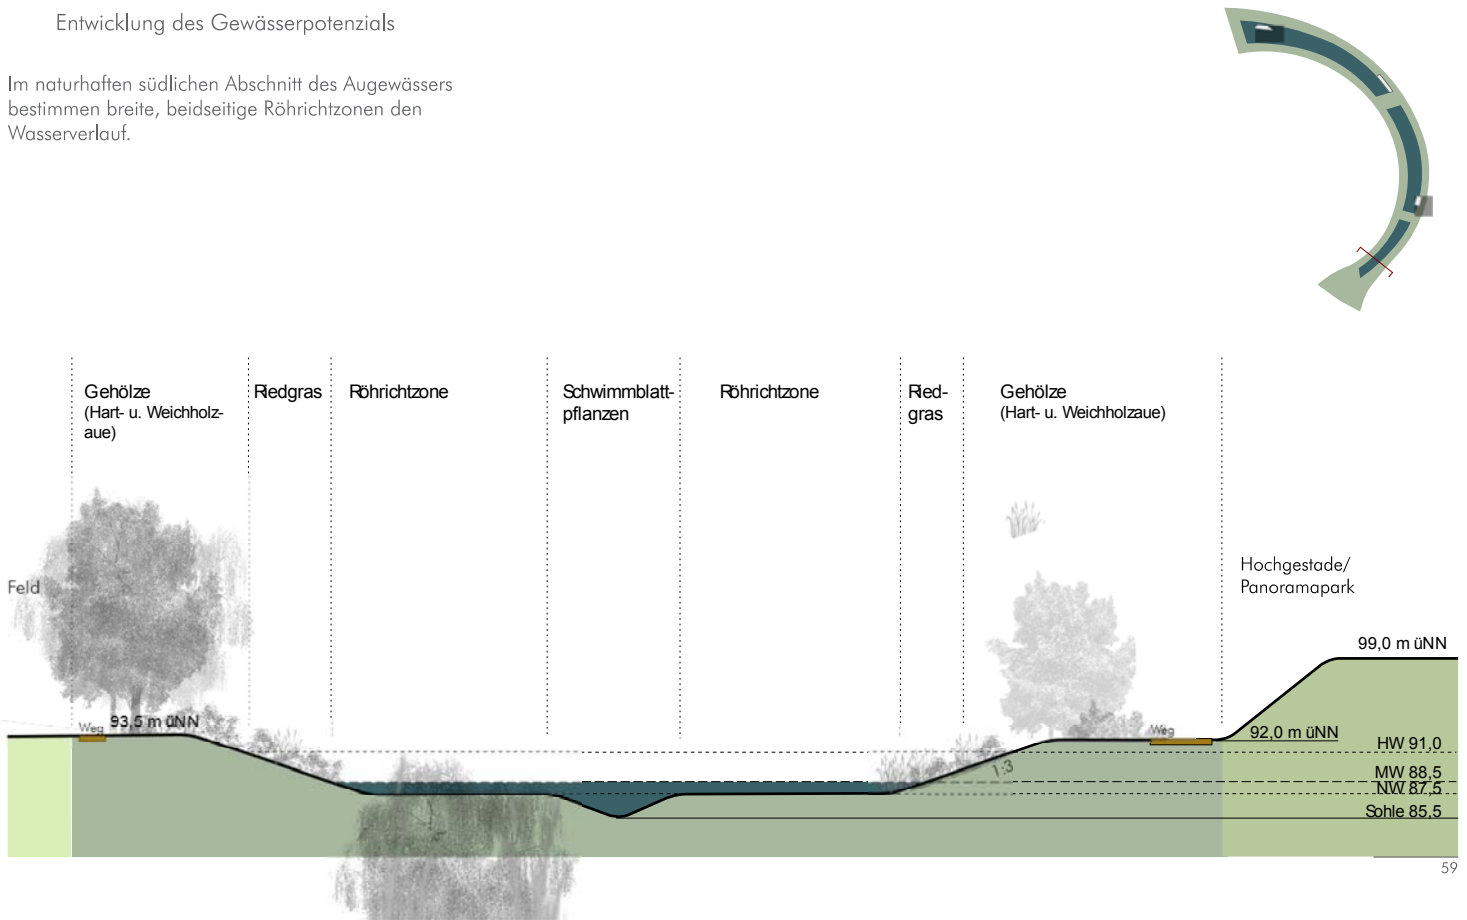 Entwicklung des Gewässerpotenzials
Im naturhaften südlichen Abschnitt des Augewässers
bestimmen breite, beidseitige Röhrichtzonen den
Wasserverlauf.
Gehölze
(Hart- u. Weichholz-
aue)
Riedgras
Röhrichtzone
Schwimmblatt-
pflanzen
Röhrichtzone
Ried-
gras
Gehölze
(Hart- u. Weichholzaue)
Feld
Hochgestade/
Panoramapark
99,0 m üNN
Weg
93,5 m üNN
Weg
92,0 m üNN
HW 91,0
1:3
MW 88,5
NW 87,5
Sohle 85,5
59